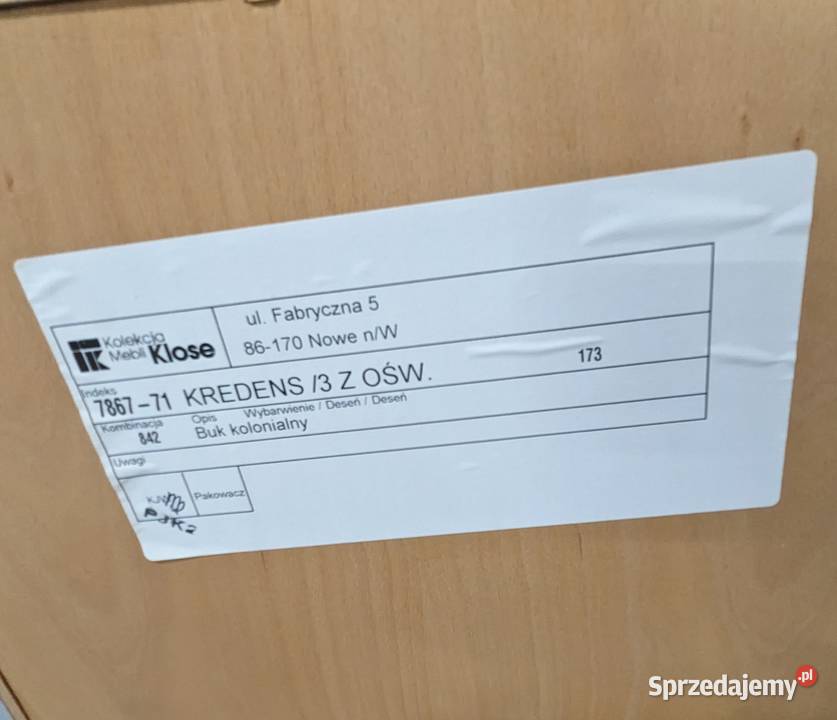 Kolekcja
Mebli Klose
ul. Fabryczna 5
86-170 Nowe n/W
Indeks
7867-71 KREDENS /3 Z OŚW.
173
Kombinacja Opis Wybarwienie / Deseń / Deseń
842 Buk kolonialny
Uwagi
Pakowacz
Sprzedajemy.pl